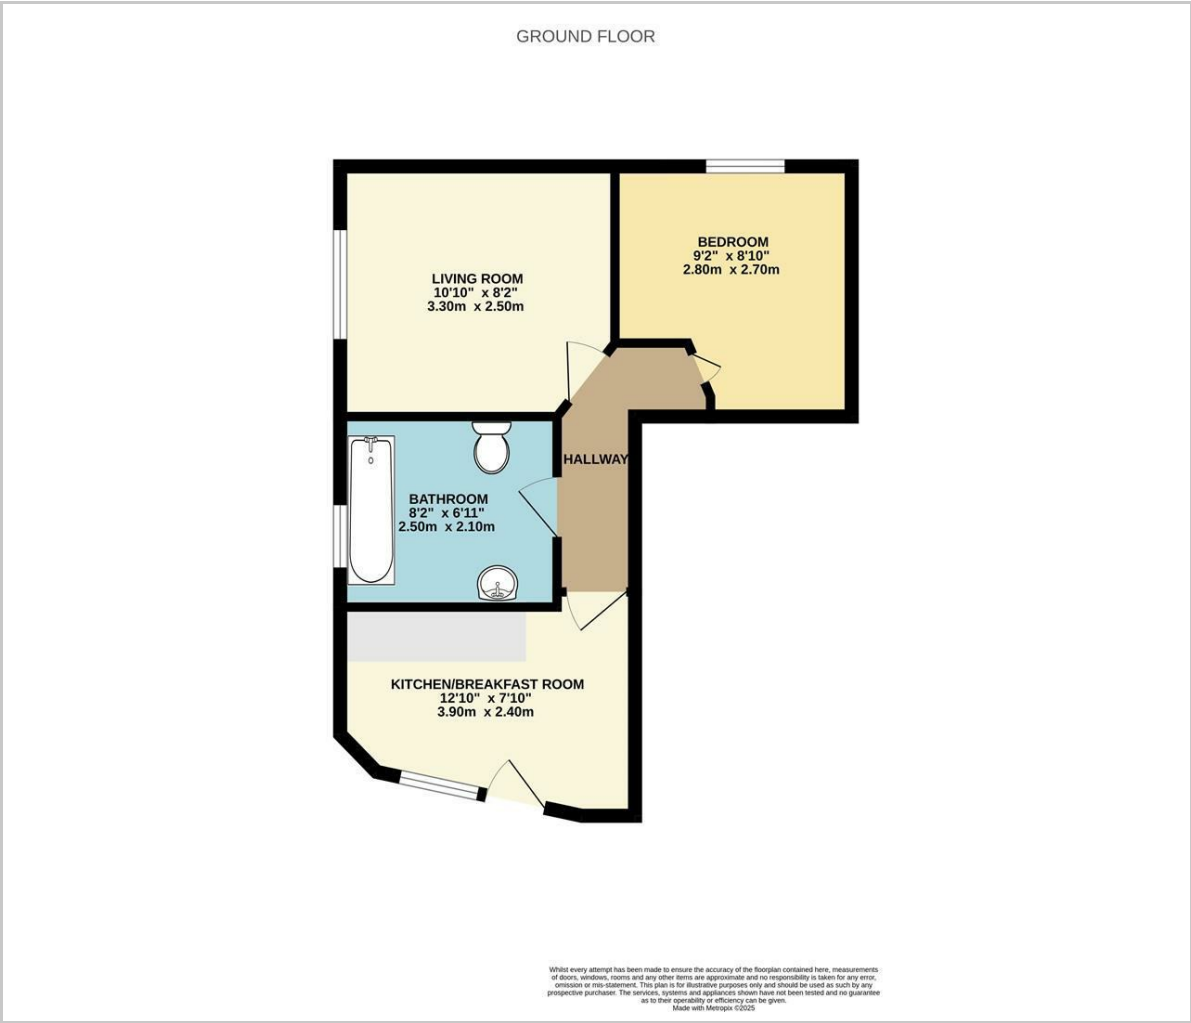 GROUND FLOOR
BEDROOM
9'2" x 8'10"
2.80m x 2.70m
LIVING ROOM
10'10" x 8'2"
3.30m x 2.50m
HALLWAY
BATHROOM
8'2" x 6'11"
2.50m x 2.10m
KITCHEN/BREAKFAST ROOM
12'10" x 7'10"
3.90m x 2.40m
Whilst every attempt has been made to ensure the accuracy of the floorplan contained here, measurements
of doors, windows, rooms and any other items are approximate and no responsibility is taken for any error,
omission or mis-statement. This plan is for illustrative purposes only and should be used as such by any
prospective purchaser. The services, systems and appliances shown have not been tested and no guarantee
as to their operability or efficiency can be given.
Made with Metropix ©2025